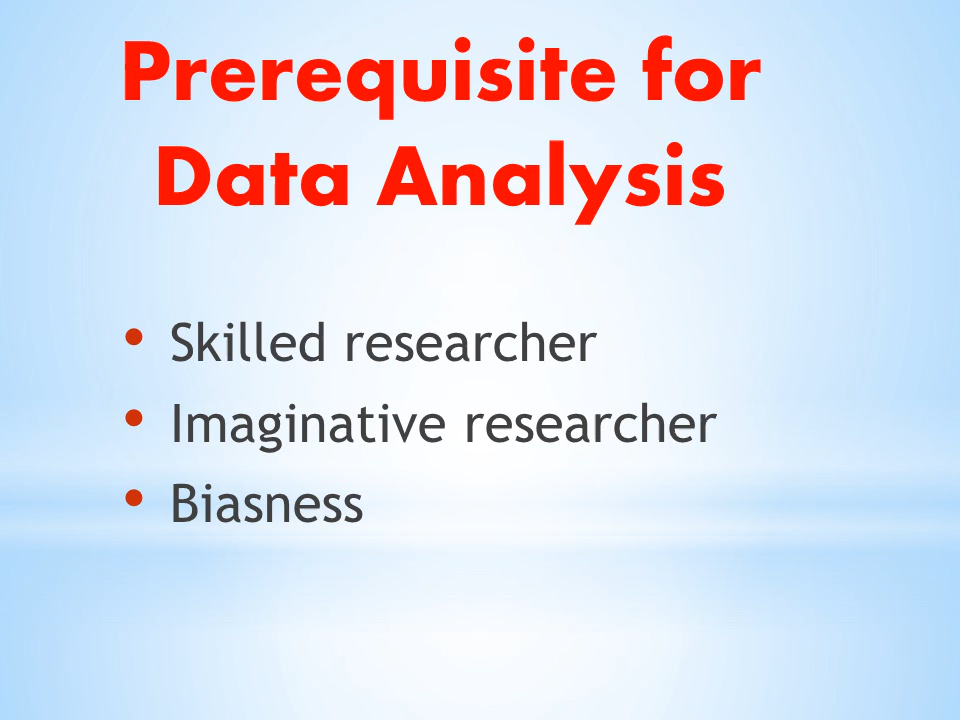 Prerequisite for
Data Analysis
• Skilled researcher
• Imaginative researcher
• Biasness